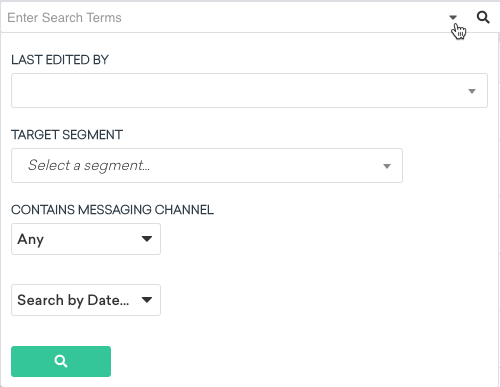 Enter Search Terms
LAST EDITED BY
TARGET SEGMENT
Select a segment...
CONTAINS MESSAGING CHANNEL
Any
Search by Date...